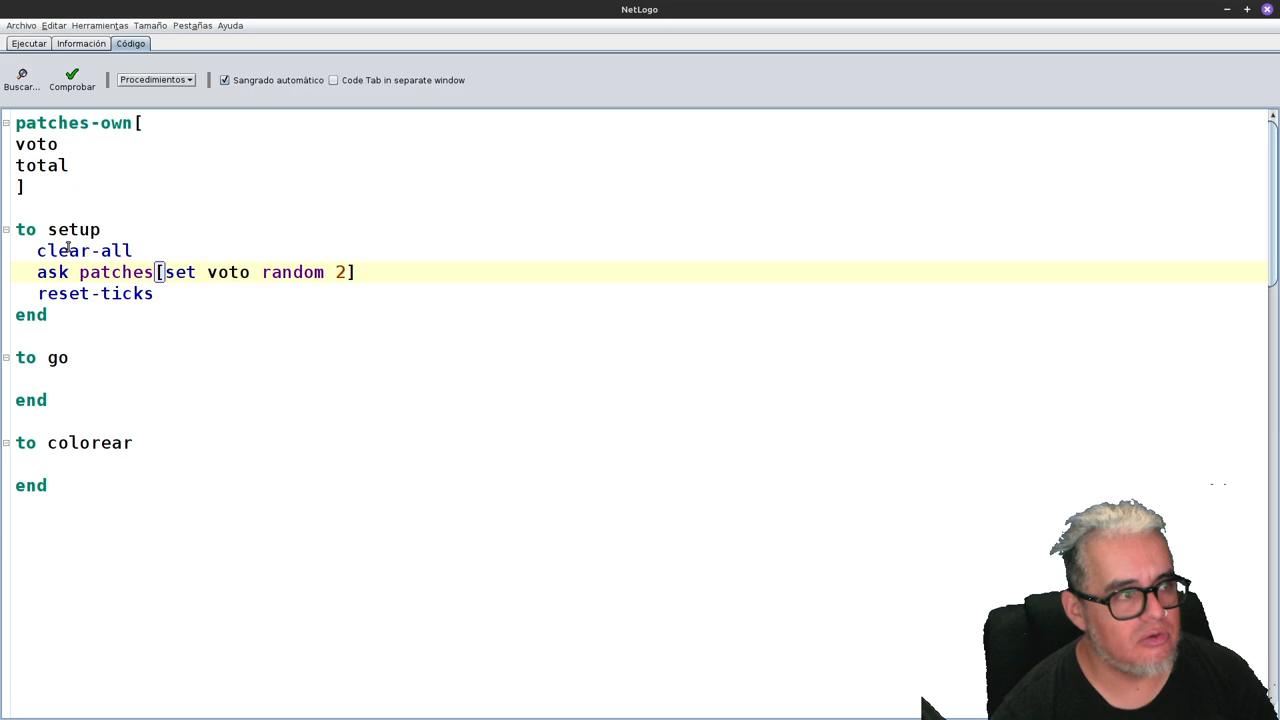 NetLogo
Archivo Editar Herramientas Tamaño Pestañas Ayuda
Ejecutar Información Código
Buscar... Comprobar Procedimientos Sangrado automático Code Tab in separate window
patches-own[
voto
total
]
to setup
clear-all
ask patches[set voto random 2]
reset-ticks
end
to go
end
to colorear
end